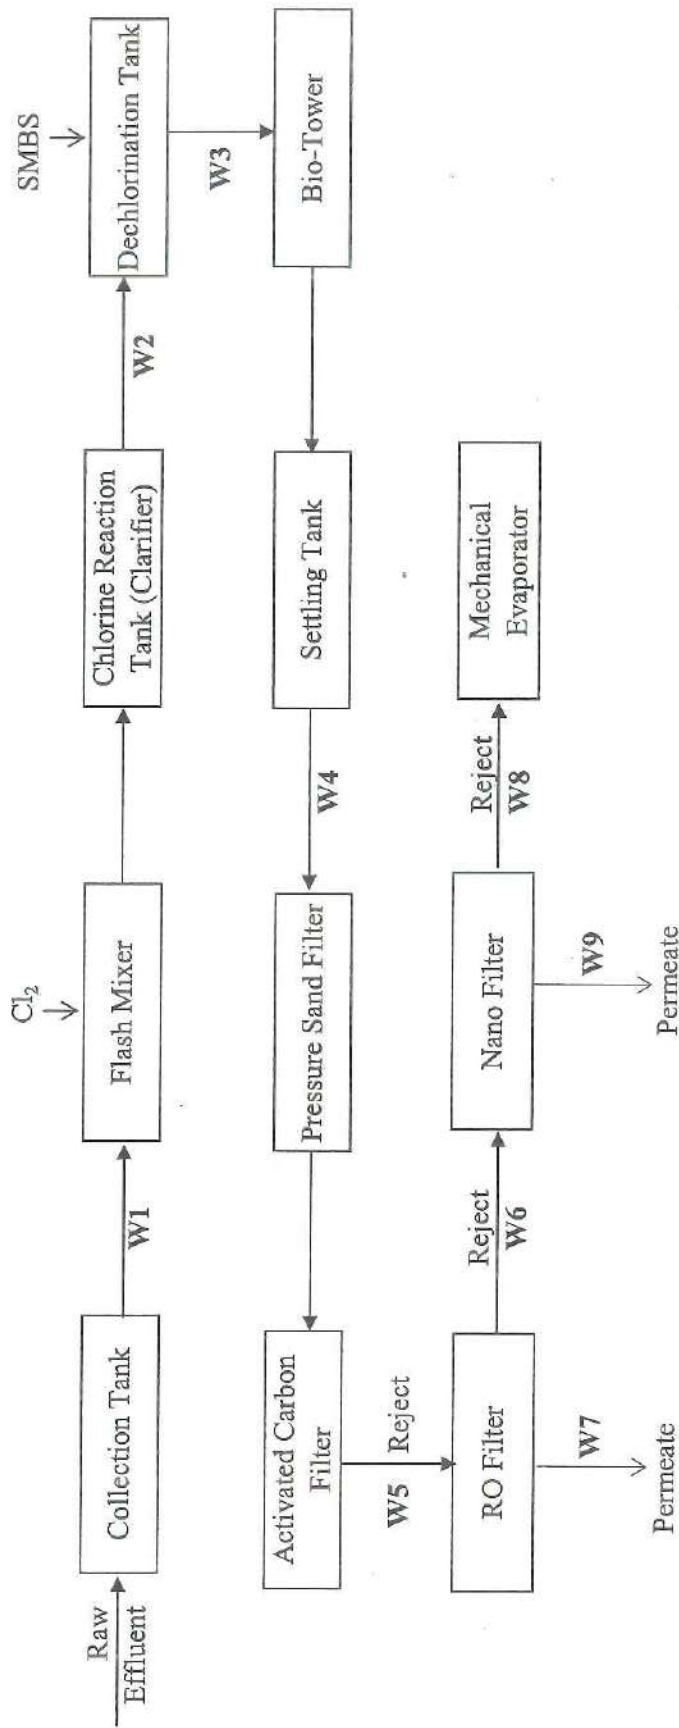 Raw
Effluent
Collection Tank
W1
Cl₂
Flash Mixer
Chlorine Reaction
Tank (Clarifier)
W2
SMBS
Dechlorination Tank
W3
Bio-Tower
Settling Tank
W4
Pressure Sand Filter
Activated Carbon
Filter
W5
Reject
RO Filter
W7
Permeate
Reject
W6
Nano Filter
W9
Permeate
Reject
W8
Mechanical
Evaporator